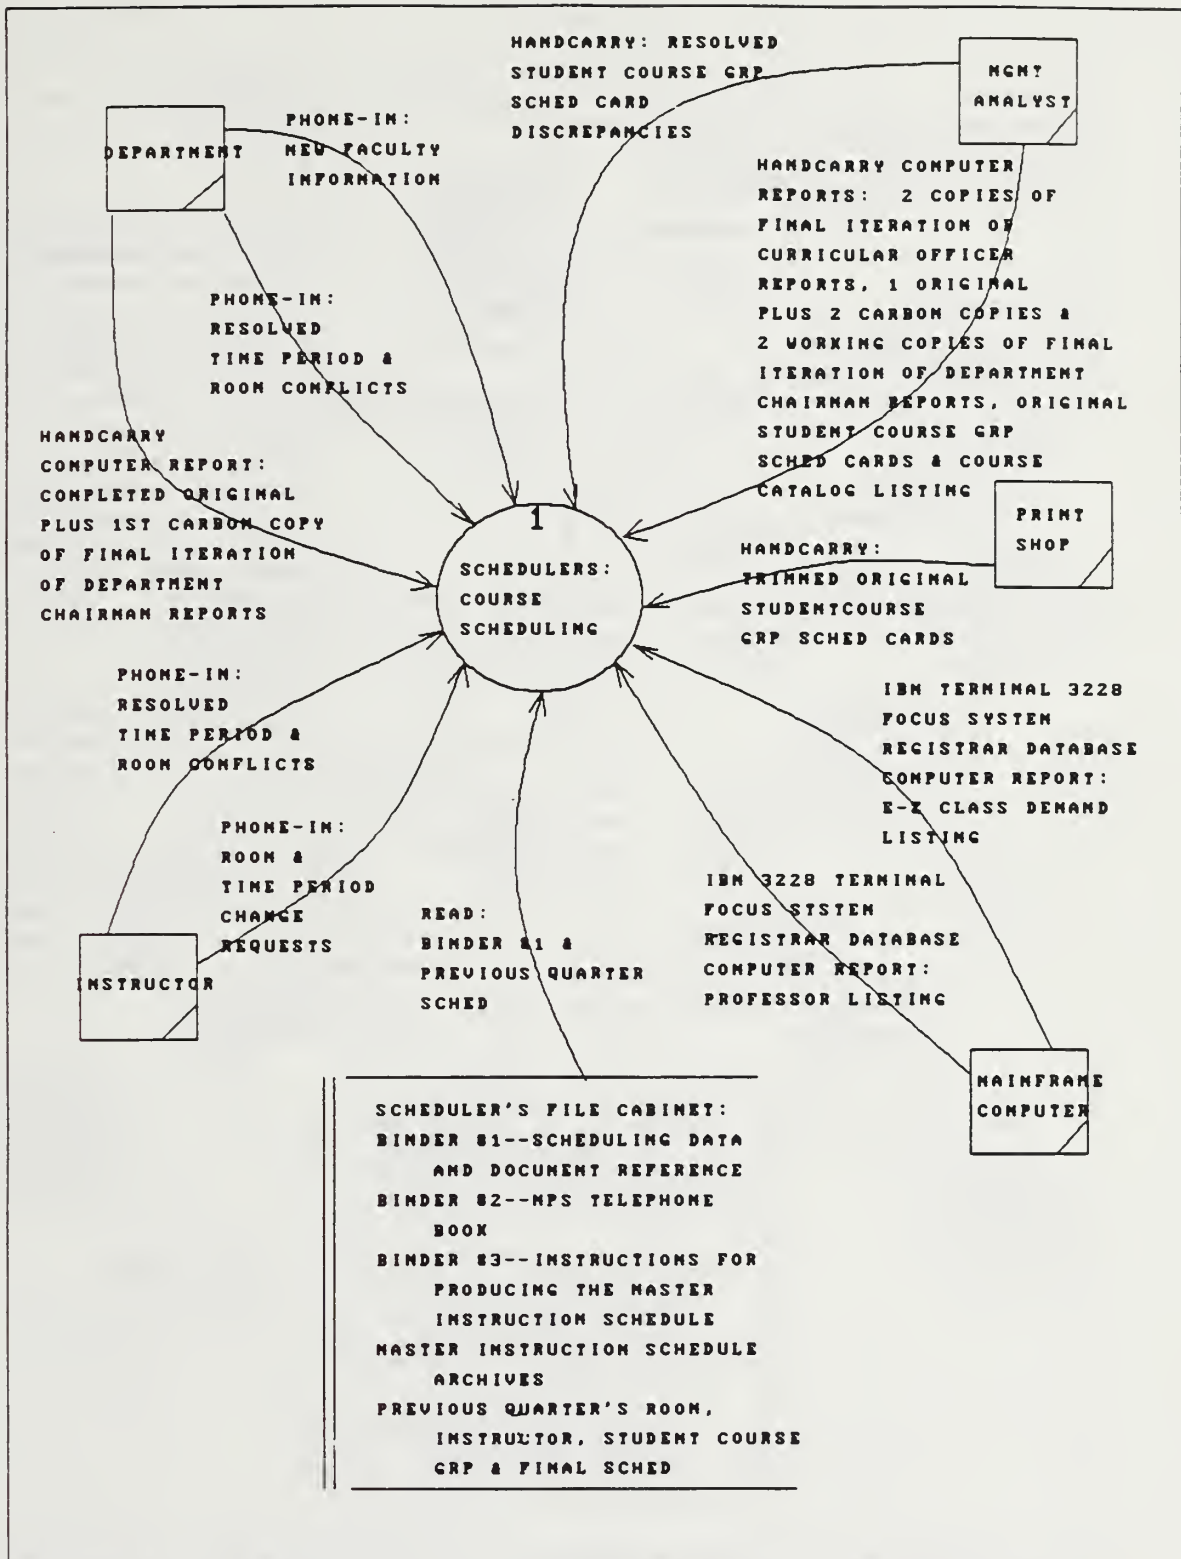 HANDCARRY: RESOLVED
STUDENT COURSE GRP
SCHED CARD
DISCREPANCIES
MGMT
ANALYST
DEPARTMENT
PHONE-IN:
NEW FACULTY
INFORMATION
HANDCARRY COMPUTER
REPORTS: 2 COPIES OF
FINAL ITERATION OF
CURRICULAR OFFICER
REPORTS, 1 ORIGINAL
PLUS 2 CARBON COPIES &
2 WORKING COPIES OF FINAL
ITERATION OF DEPARTMENT
CHAIRMAN REPORTS, ORIGINAL
STUDENT COURSE GRP
SCHED CARDS & COURSE
CATALOG LISTING
PHONE-IN:
RESOLVED
TIME PERIOD &
ROOM CONFLICTS
HANDCARRY
COMPUTER REPORT:
COMPLETED ORIGINAL
PLUS 1ST CARBON COPY
OF FINAL ITERATION
OF DEPARTMENT
CHAIRMAN REPORTS
1
SCHEDULERS:
COURSE
SCHEDULING
PRINT
SHOP
HANDCARRY:
TRIMMED ORIGINAL
STUDENTCOURSE
GRP SCHED CARDS
PHONE-IN:
RESOLVED
TIME PERIOD &
ROOM CONFLICTS
IBM TERMINAL 3228
FOCUS SYSTEM
REGISTRAR DATABASE
COMPUTER REPORT:
E-Z CLASS DEMAND
LISTING
PHONE-IN:
ROOM &
TIME PERIOD
CHANGE
REQUESTS
INSTRUCTOR
READ:
BINDER #1 &
PREVIOUS QUARTER
SCHED
IBM 3228 TERMINAL
FOCUS STSTEM
REGISTRAR DATABASE
COMPUTER REPORT:
PROFESSOR LISTING
MAINFRAME
COMPUTER
SCHEDULER'S FILE CABINET:
BINDER #1--SCHEDULING DATA
AND DOCUMENT REFERENCE
BINDER #2--NPS TELEPHONE
BOOK
BINDER #3--INSTRUCTIONS FOR
PRODUCING THE MASTER
INSTRUCTION SCHEDULE
MASTER INSTRUCTION SCHEDULE
ARCHIVES
PREVIOUS QUARTER'S ROOM,
INSTRUCTOR, STUDENT COURSE
GRP & FINAL SCHED